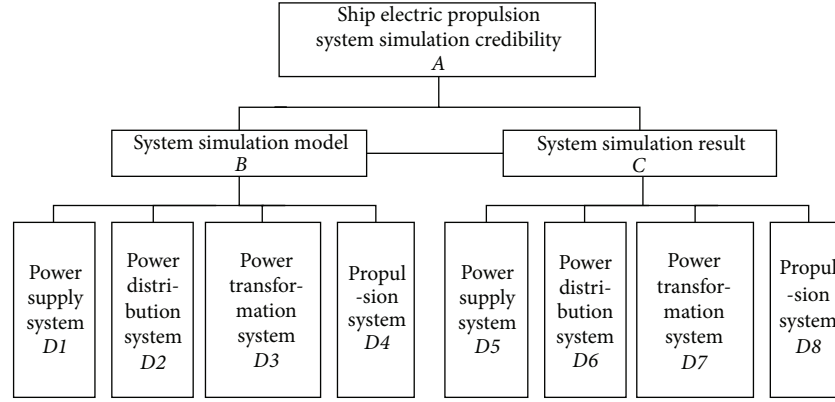 Ship electric propulsion
system simulation credibility
A
System simulation model
B
System simulation result
C
Power
supply
system
D1
Power
distri-
bution
system
D2
Power
transfor-
mation
system
D3
Propul
-sion
system
D4
Power
supply
system
D5
Power
distri-
bution
system
D6
Power
transfor-
mation
system
D7
Propul
-sion
system
D8